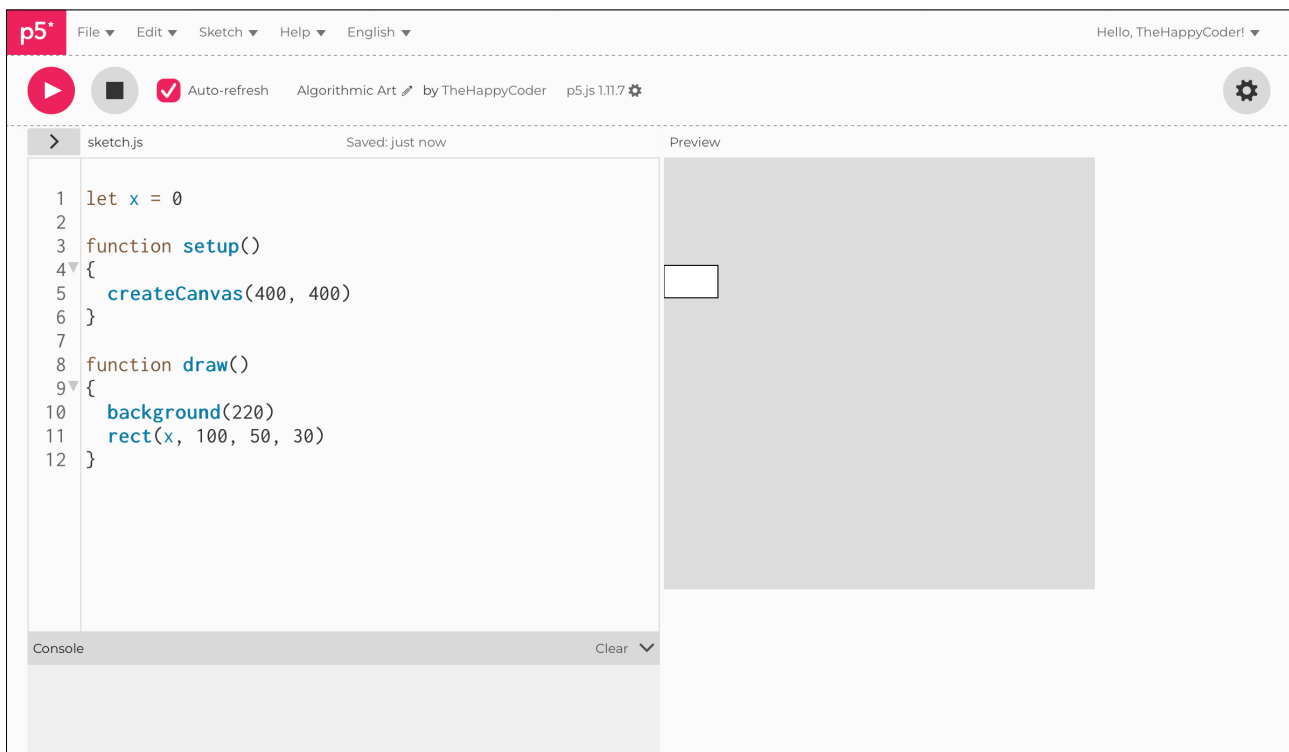 p5* File Edit Sketch Help English Hello, TheHappyCoder!
Auto-refresh Algorithmic Art by TheHappyCoder p5.js 1.11.7
sketch.js Saved: just now Preview
1 let x = 0
2
3 function setup()
4 {
5 createCanvas(400, 400)
6 }
7
8 function draw()
9 {
10 background(220)
11 rect(x, 100, 50, 30)
12 }
Console Clear